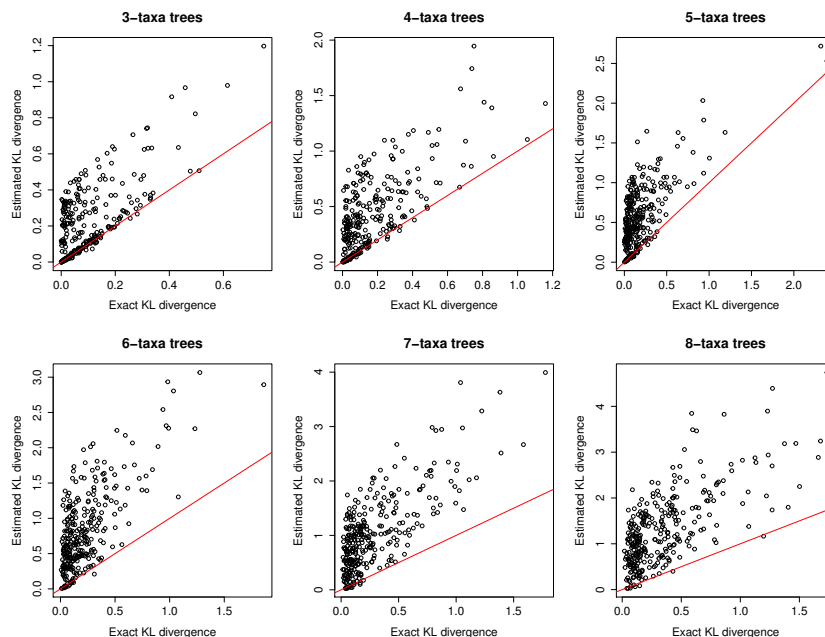 3−taxa trees
4−taxa trees
5−taxa trees
Estimated KL divergence
0.0 0.2 0.4 0.6 0.8 1.0 1.2
0.0 0.2 0.4 0.6
Exact KL divergence
Estimated KL divergence
0.0 0.5 1.0 1.5 2.0
0.0 0.2 0.4 0.6 0.8 1.0 1.2
Exact KL divergence
Estimated KL divergence
0.0 0.5 1.0 1.5 2.0 2.5
0.0 0.5 1.0 1.5 2.0
Exact KL divergence
6−taxa trees
7−taxa trees
8−taxa trees
Estimated KL divergence
0.0 0.5 1.0 1.5 2.0 2.5 3.0
0.0 0.5 1.0 1.5
Exact KL divergence
Estimated KL divergence
0 1 2 3 4
0.0 0.5 1.0 1.5
Exact KL divergence
Estimated KL divergence
0 1 2 3 4
0.0 0.5 1.0 1.5
Exact KL divergence